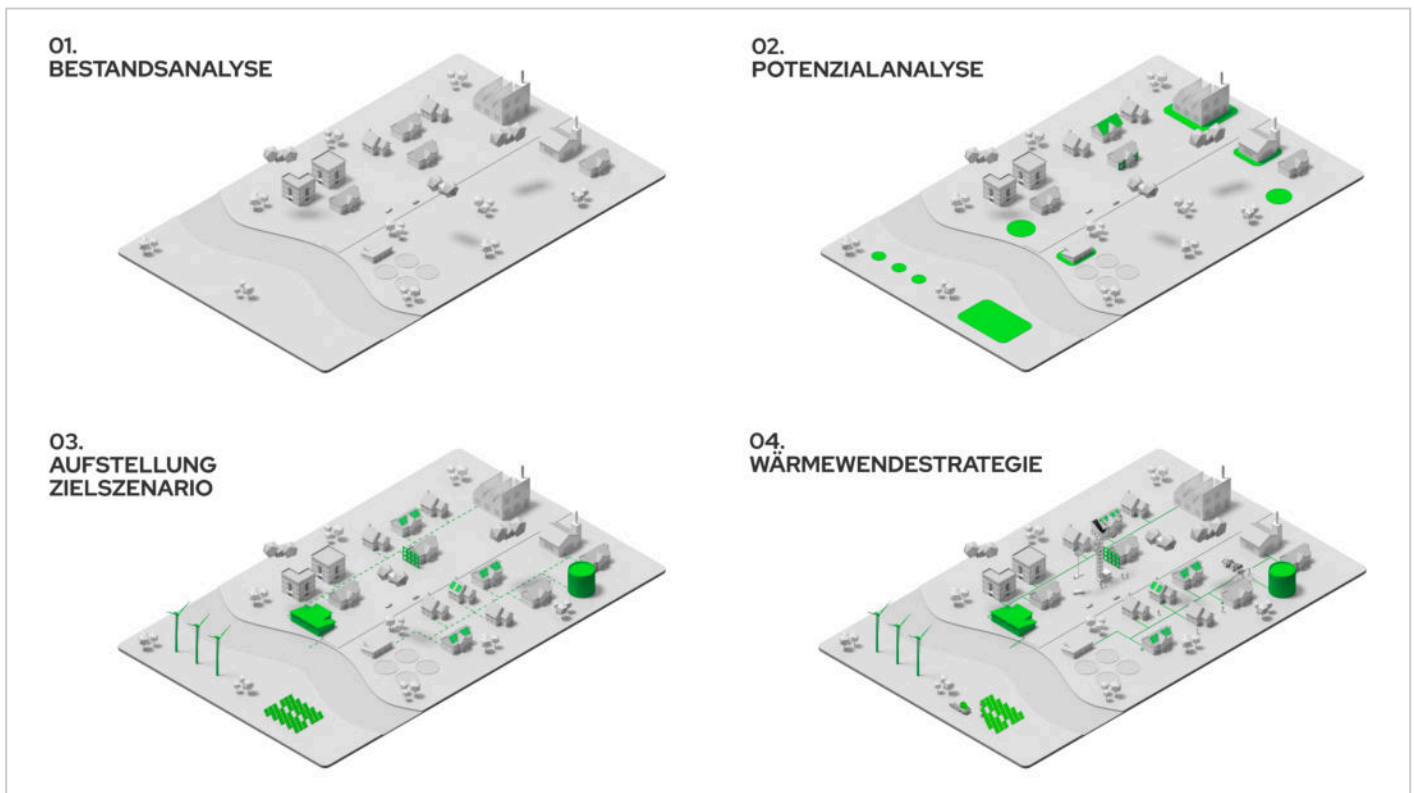 01.
BESTANDSANALYSE
02.
POTENZIALANALYSE
03.
AUFSTELLUNG
ZIELSZENARIO
04.
WÄRMEWENDESTRATEGIE